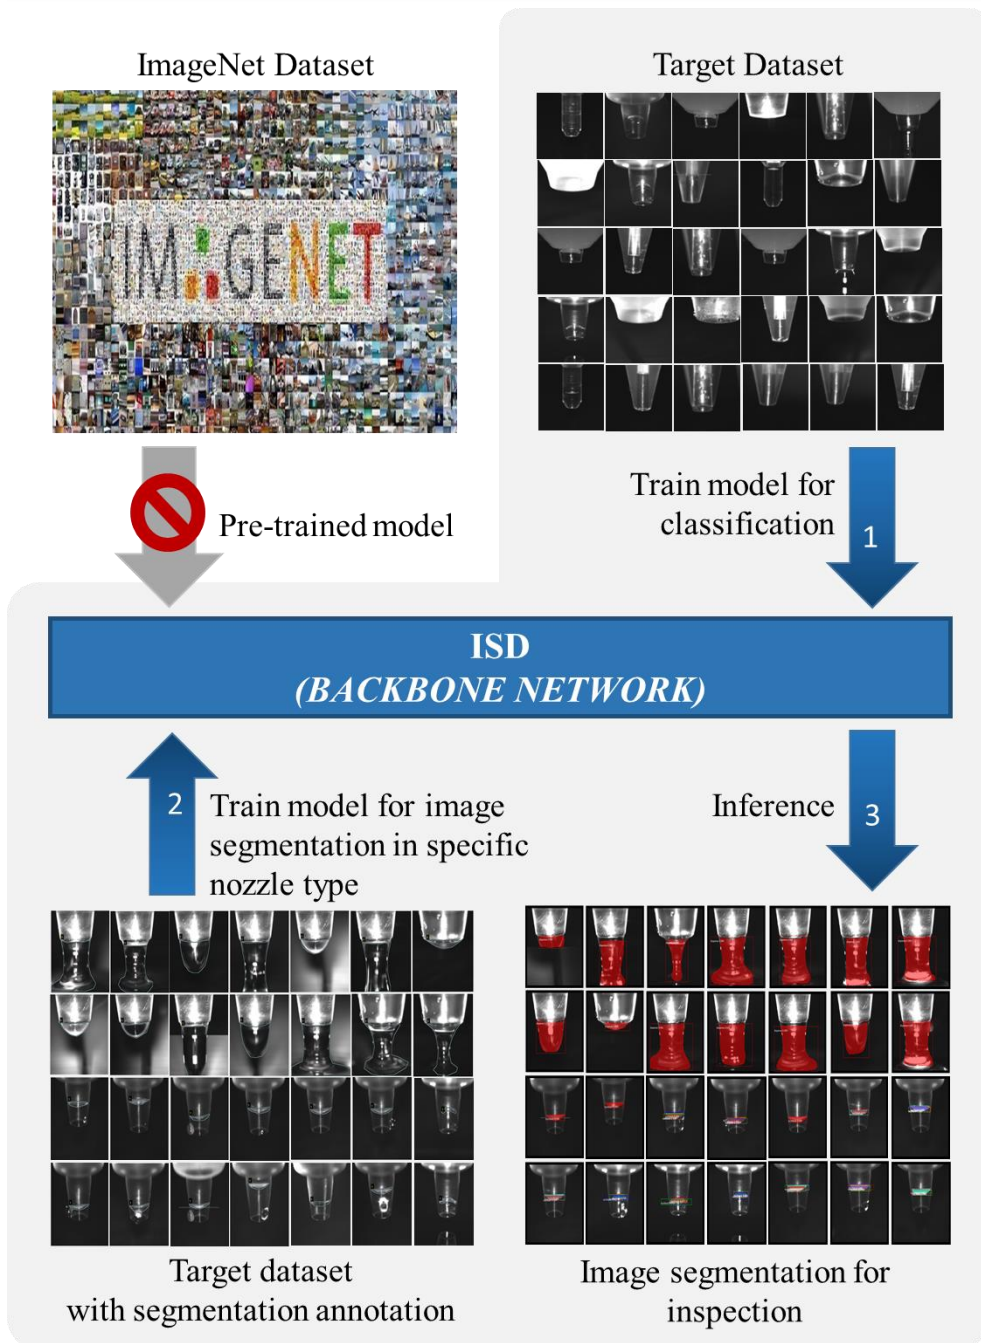 ImageNet Dataset
Target Dataset
IM GENET
Pre-trained model
Train model for
classification
1
ISD
(BACKBONE NETWORK)
2
Train model for image
segmentation in specific
nozzle type
Inference
3
Target dataset
with segmentation annotation
Image segmentation for
inspection